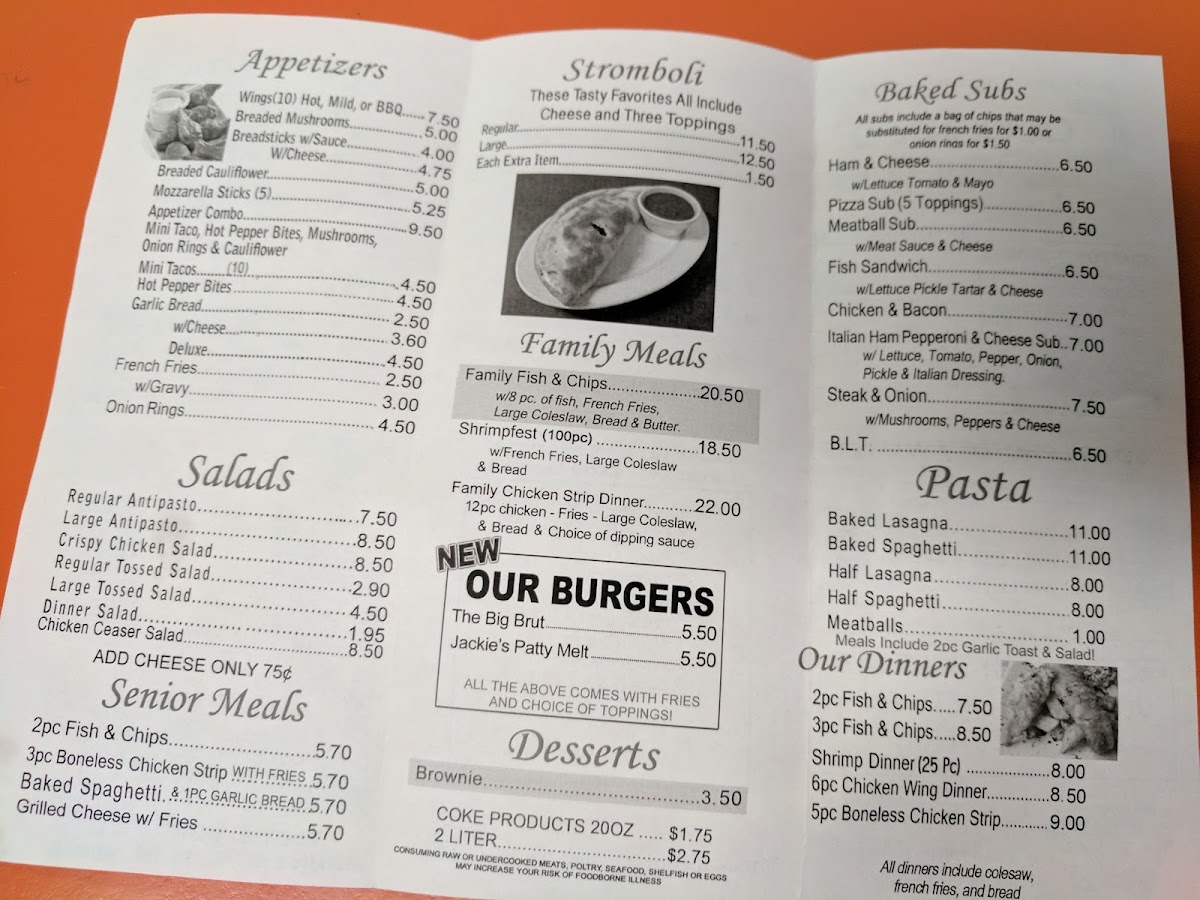 Appetizers
Wings(10) Hot, Mild, or BBQ......7.50
Breaded Mushrooms..................5.00
Breadsticks w/Sauce..................4.00
W/Cheese..................4.75
Breaded Cauliflower..................5.00
Mozzarella Sticks (5)..................5.25
Appetizer Combo..................9.50
Mini Taco, Hot Pepper Bites, Mushrooms,
Onion Rings & Cauliflower
Mini Tacos........(10)..................4.50
Hot Pepper Bites..................4.50
Garlic Bread..................2.50
w/Cheese..................3.60
Deluxe..................4.50
French Fries..................2.50
w/Gravy..................3.00
Onion Rings..................4.50
Salads
Regular Antipasto..................7.50
Large Antipasto..................8.50
Crispy Chicken Salad..................8.50
Regular Tossed Salad..................2.90
Large Tossed Salad..................4.50
Dinner Salad..................1.95
Chicken Ceaser Salad..................8.50
ADD CHEESE ONLY 75¢
Senior Meals
2pc Fish & Chips..................5.70
3pc Boneless Chicken Strip WITH FRIES 5.70
Baked Spaghetti. & 1PC GARLIC BREAD 5.70
Grilled Cheese w/ Fries ..................5.70
Stromboli
These Tasty Favorites All Include
Cheese and Three Toppings
Regular..................11.50
Large..................12.50
Each Extra Item..................1.50
Family Meals
Family Fish & Chips..................20.50
w/8 pc. of fish, French Fries,
Large Coleslaw, Bread & Butter.
Shrimpfest (100pc) ..................18.50
w/French Fries, Large Coleslaw
& Bread
Family Chicken Strip Dinner...........22.00
12pc chicken - Fries - Large Coleslaw,
& Bread & Choice of dipping sauce
NEW
OUR BURGERS
The Big Brut..................5.50
Jackie's Patty Melt ..................5.50
ALL THE ABOVE COMES WITH FRIES
AND CHOICE OF TOPPINGS!
Desserts
Brownie..................3.50
COKE PRODUCTS 20OZ ..... $1.75
2 LITER..................$2.75
CONSUMING RAW OR UNDERCOOKED MEATS, POLTRY, SEAFOOD, SHELFISH OR EGGS
MAY INCREASE YOUR RISK OF FOODBORNE ILLNESS
Baked Subs
All subs include a bag of chips that may be
substituted for french fries for $1.00 or
onion rings for $1.50
Ham & Cheese..................6.50
w/Lettuce Tomato & Mayo
Pizza Sub (5 Toppings)..................6.50
Meatball Sub..................6.50
w/Meat Sauce & Cheese
Fish Sandwich..................6.50
w/Lettuce Pickle Tartar & Cheese
Chicken & Bacon..................7.00
Italian Ham Pepperoni & Cheese Sub..7.00
w/ Lettuce, Tomato, Pepper, Onion,
Pickle & Italian Dressing.
Steak & Onion..................7.50
w/Mushrooms, Peppers & Cheese
B.L.T. ..................6.50
Pasta
Baked Lasagna..................11.00
Baked Spaghetti..................11.00
Half Lasagna..................8.00
Half Spaghetti..................8.00
Meatballs..................1.00
Meals Include 2pc Garlic Toast & Salad!
Our Dinners
2pc Fish & Chips.....7.50
3pc Fish & Chips.....8.50
Shrimp Dinner (25 Pc) ..................8.00
6pc Chicken Wing Dinner..............8.50
5pc Boneless Chicken Strip...........9.00
All dinners include colesaw,
french fries, and bread